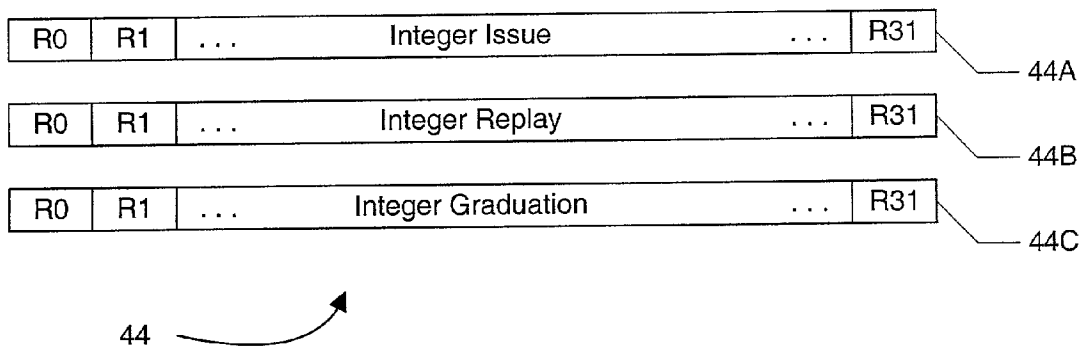 R0 R1 ... Integer Issue ... R31
44A
R0 R1 ... Integer Replay ... R31
44B
R0 R1 ... Integer Graduation ... R31
44C
44